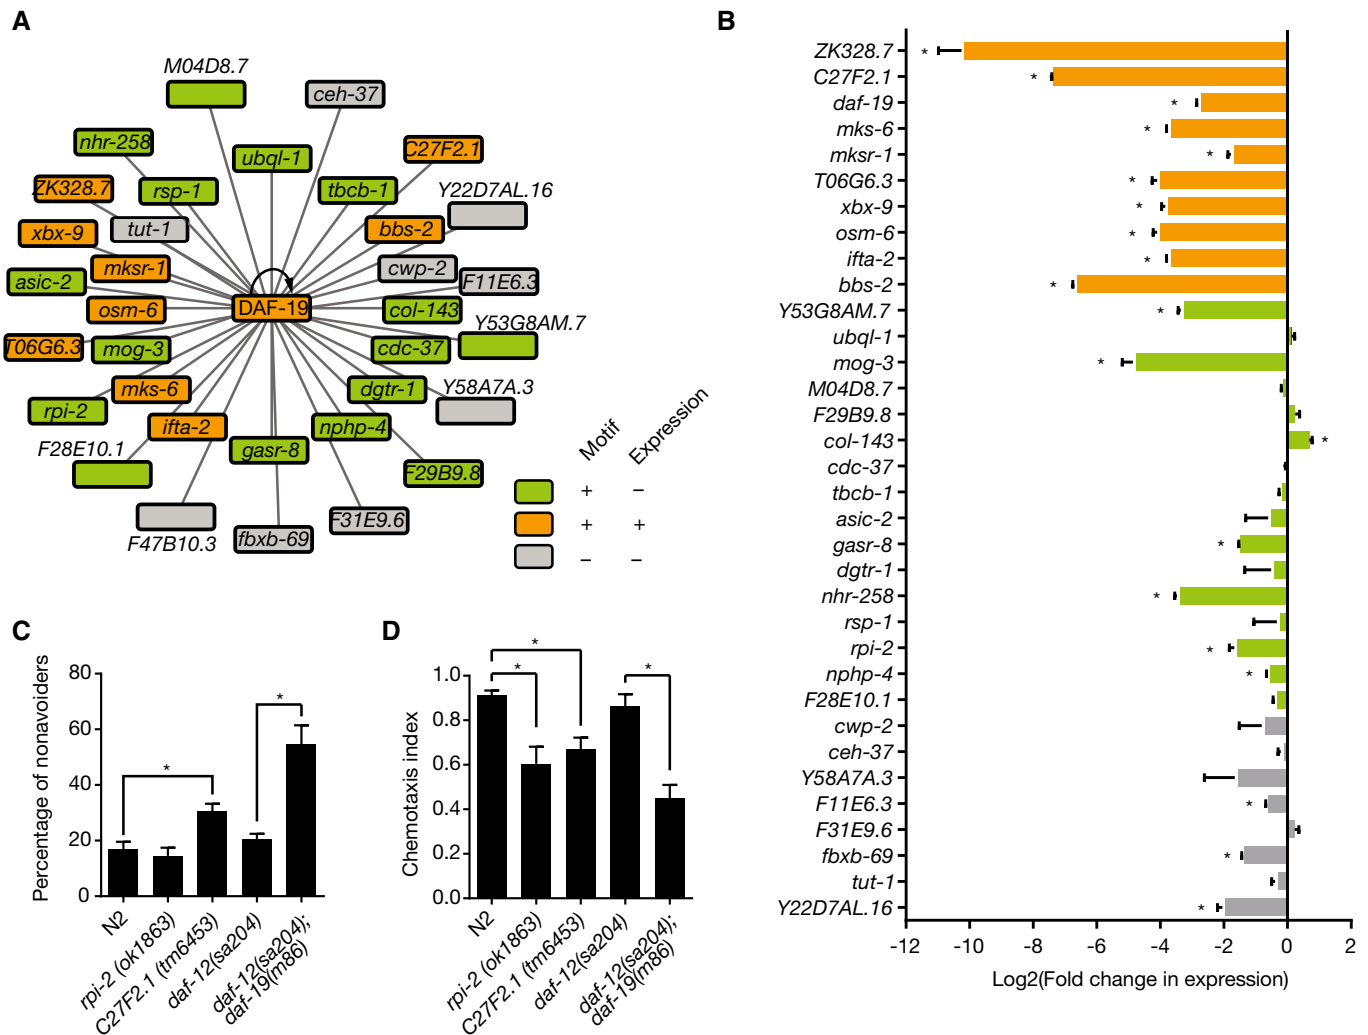 A
M04D8.7
ceh-37
nhr-258
ubql-1
C27F2.1
ZK328.7
rsp-1
tbcb-1
Y22D7AL.16
xbx-9
tut-1
bbs-2
mksr-1
cwp-2
asic-2
F11E6.3
osm-6
DAF-19
col-143
Y53G8AM.7
T06G6.3
mog-3
cdc-37
mks-6
dgtr-1
Y58A7A.3
rpi-2
ifta-2
nphp-4
F28E10.1
gasr-8
F29B9.8
F47B10.3
fbxb-69
F31E9.6
Motif
Expression
+ −
+ +
− −
B
ZK328.7 *
C27F2.1 *
daf-19 *
mks-6 *
mksr-1 *
T06G6.3 *
xbx-9 *
osm-6 *
ifta-2 *
bbs-2 *
Y53G8AM.7 *
ubql-1
mog-3 *
M04D8.7
F29B9.8
col-143 *
cdc-37
tbcb-1
asic-2
gasr-8 *
dgtr-1
nhr-258 *
rsp-1
rpi-2 *
nphp-4 *
F28E10.1
cwp-2
ceh-37
Y58A7A.3
F11E6.3 *
F31E9.6
fbxb-69 *
tut-1
Y22D7AL.16 *
-12 -10 -8 -6 -4 -2 0 2
Log2(Fold change in expression)
C
Percentage of nonavoiders
80
60
40
20
0
* *
N2
rpi-2 (ok1863)
C27F2.1 (tm6453)
daf-12(sa204)
daf-12(sa204);
daf-19(m86)
D
Chemotaxis index
1.0
0.8
0.6
0.4
0.2
0.0
* * *
N2
rpi-2 (ok1863)
C27F2.1 (tm6453)
daf-12(sa204)
daf-12(sa204);
daf-19(m86)